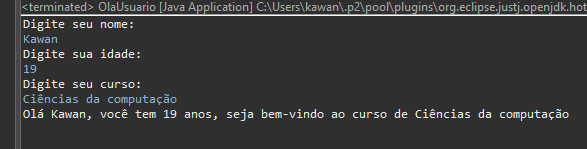 <terminated> OlaUsuario [Java Application] C:\Users\kawan\.p2\pool\plugins\org.eclipse.justj.openjdk.hot
Digite seu nome:
Kawan
Digite sua idade:
19
Digite seu curso:
Ciências da computação
Olá Kawan, você tem 19 anos, seja bem-vindo ao curso de Ciências da computação